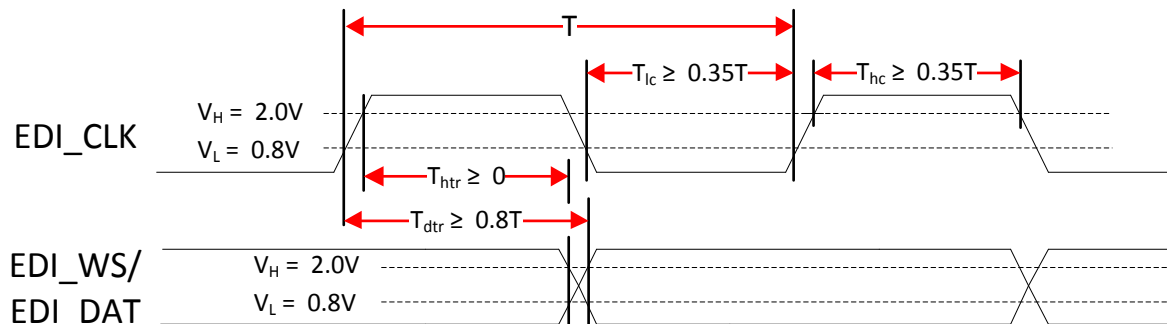 T
T_lc ≥ 0.35T
T_hc ≥ 0.35T
V_H = 2.0V
EDI_CLK
V_L = 0.8V
T_htr ≥ 0
T_dtr ≥ 0.8T
EDI_WS/
V_H = 2.0V
EDI_DAT
V_L = 0.8V